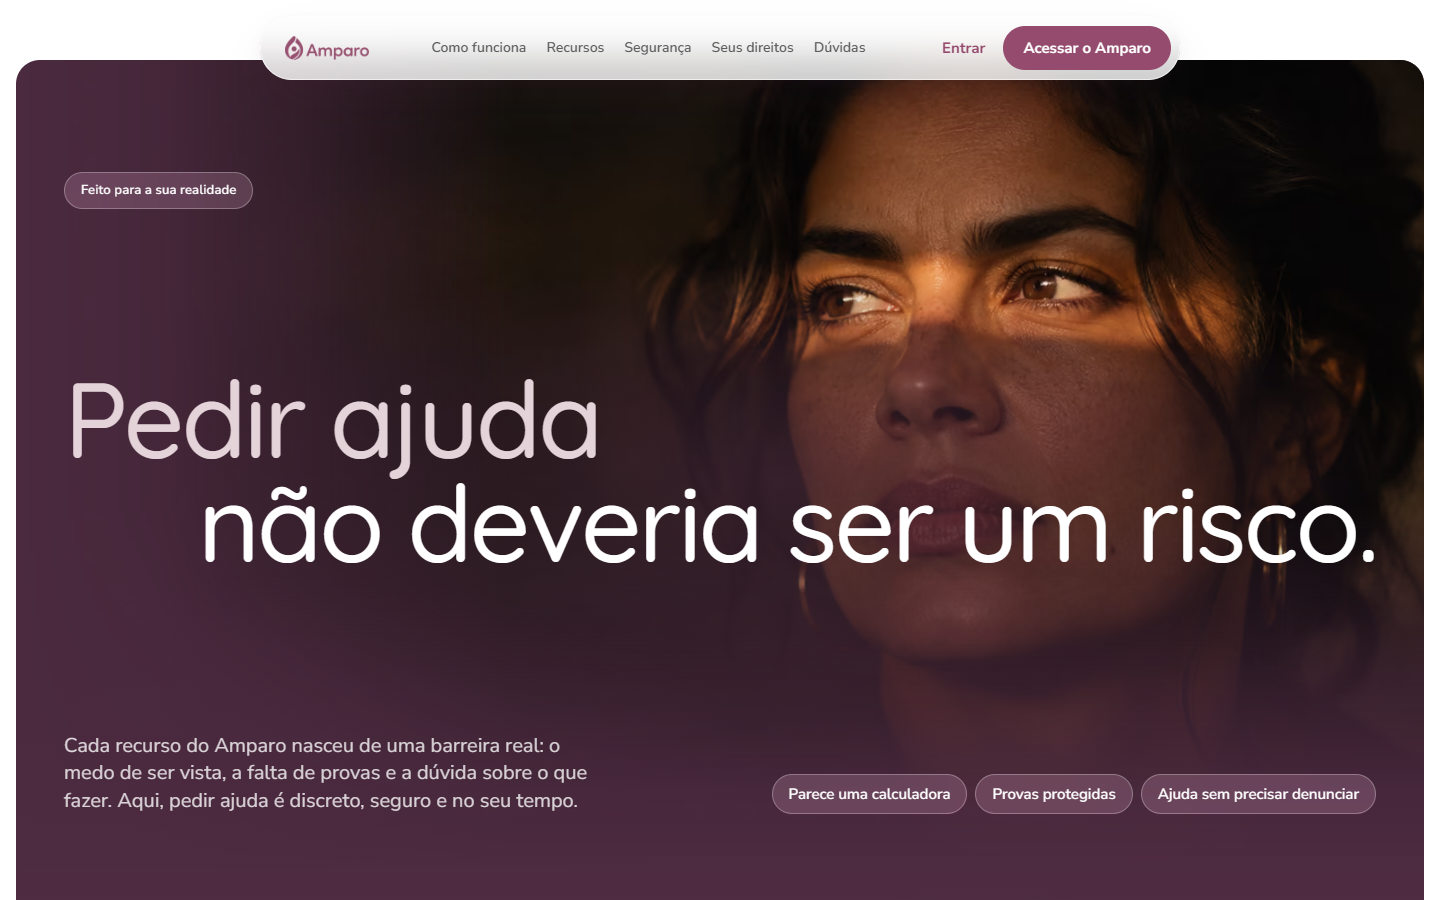 Amparo
Como funciona
Recursos
Segurança
Seus direitos
Dúvidas
Entrar
Acessar o Amparo
Feito para a sua realidade
Pedir ajuda
não deveria ser um risco.
Cada recurso do Amparo nasceu de uma barreira real: o
medo de ser vista, a falta de provas e a dúvida sobre o que
fazer. Aqui, pedir ajuda é discreto, seguro e no seu tempo.
Parece uma calculadora
Provas protegidas
Ajuda sem precisar denunciar